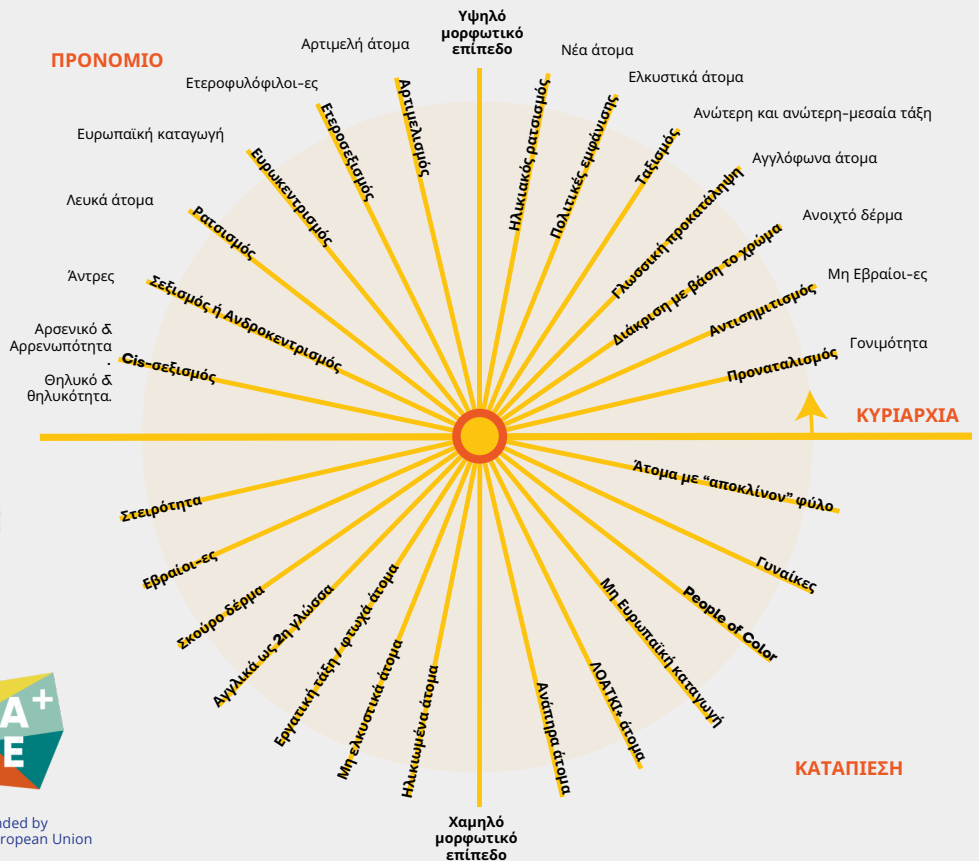 Υψηλό
μορφωτικό
επίπεδο
ΠΡΟΝΟΜΙΟ
Αρτιμελή άτομα
Νέα άτομα
Ετεροφυλόφιλοι-ες
Ελκυστικά άτομα
Ευρωπαϊκή καταγωγή
Ανώτερη και ανώτερη-μεσαία τάξη
Αγγλόφωνα άτομα
Λευκά άτομα
Ανοιχτό δέρμα
Άντρες
Μη Εβραίοι-ες
Αρσενικό &
Αρρενωπότητα
.
Θηλυκό &
θηλυκότητα.
Γονιμότητα
Cis-σεξισμός
Σεξισμός ή Ανδροκεντρισμός
Ρατσισμός
Ευρωκεντρισμός
Ετεροσεξισμός
Αρτιμελισμός
Ηλικιακός ρατσισμός
Πολιτικές εμφάνισης
Ταξισμός
Γλωσσική προκατάληψη
Διάκριση με βάση το χρώμα
Αντισημιτισμός
Προναταλισμός
ΚΥΡΙΑΡΧΙΑ
Άτομα με “αποκλίνον” φύλο
Γυναίκες
People of Color
Μη Ευρωπαϊκή καταγωγή
ΛΟΑΤΚΙ+ άτομα
Ανάπηρα άτομα
Στειρότητα
Εβραίοι-ες
Σκούρο δέρμα
Αγγλικά ως 2η γλώσσα
Εργατική τάξη / φτωχά άτομα
Μη ελκυστικά άτομα
Ηλικιωμένα άτομα
ΚΑΤΑΠΙΕΣΗ
Χαμηλό
μορφωτικό
επίπεδο
A+
E
nded by
ropean Union